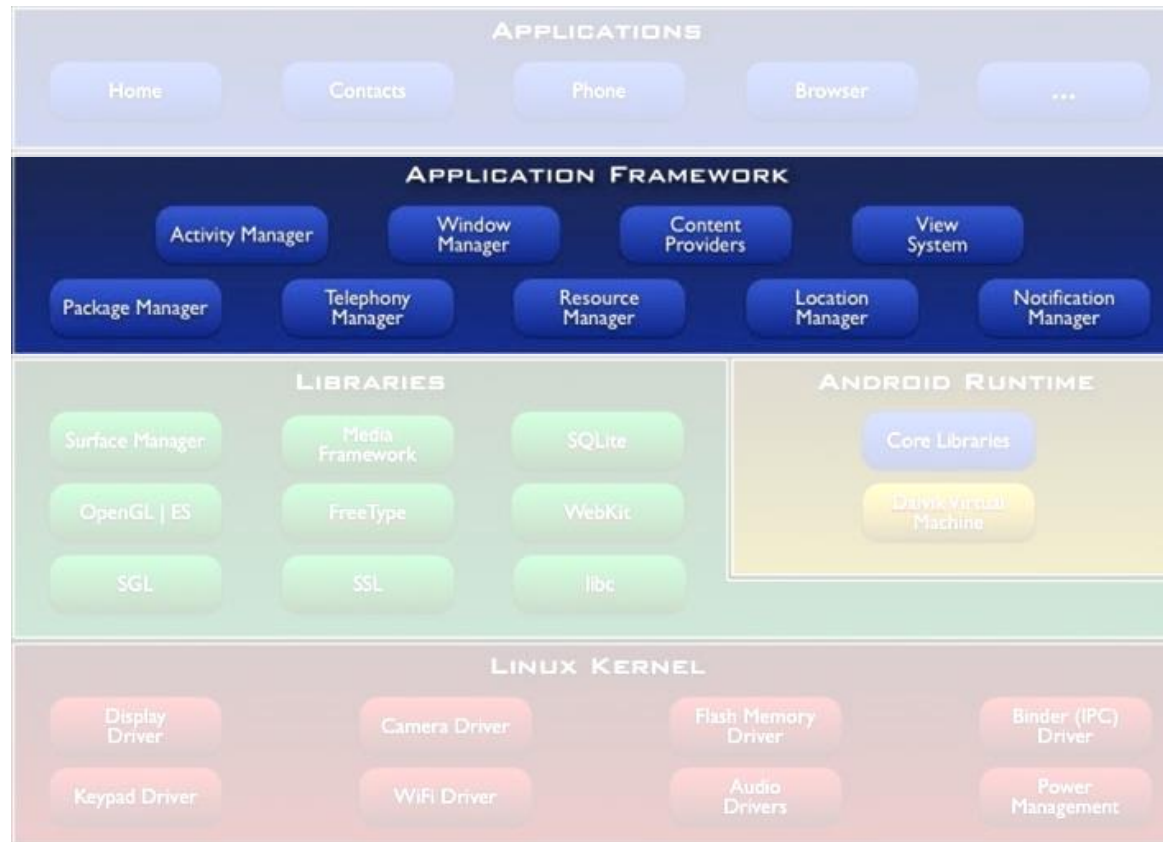 APPLICATIONS
Home
Contacts
Phone
Browser
...
APPLICATION FRAMEWORK
Activity Manager
Window
Manager
Content
Providers
View
System
Package Manager
Telephony
Manager
Resource
Manager
Location
Manager
Notification
Manager
LIBRARIES
Surface Manager
Media
Framework
SQLite
OpenGL | ES
FreeType
WebKit
SGL
SSL
libc
ANDROID RUNTIME
Core Libraries
Dalvik Virtual
Machine
LINUX KERNEL
Display
Driver
Camera Driver
Flash Memory
Driver
Binder (IPC)
Driver
Keypad Driver
WiFi Driver
Audio
Drivers
Power
Management